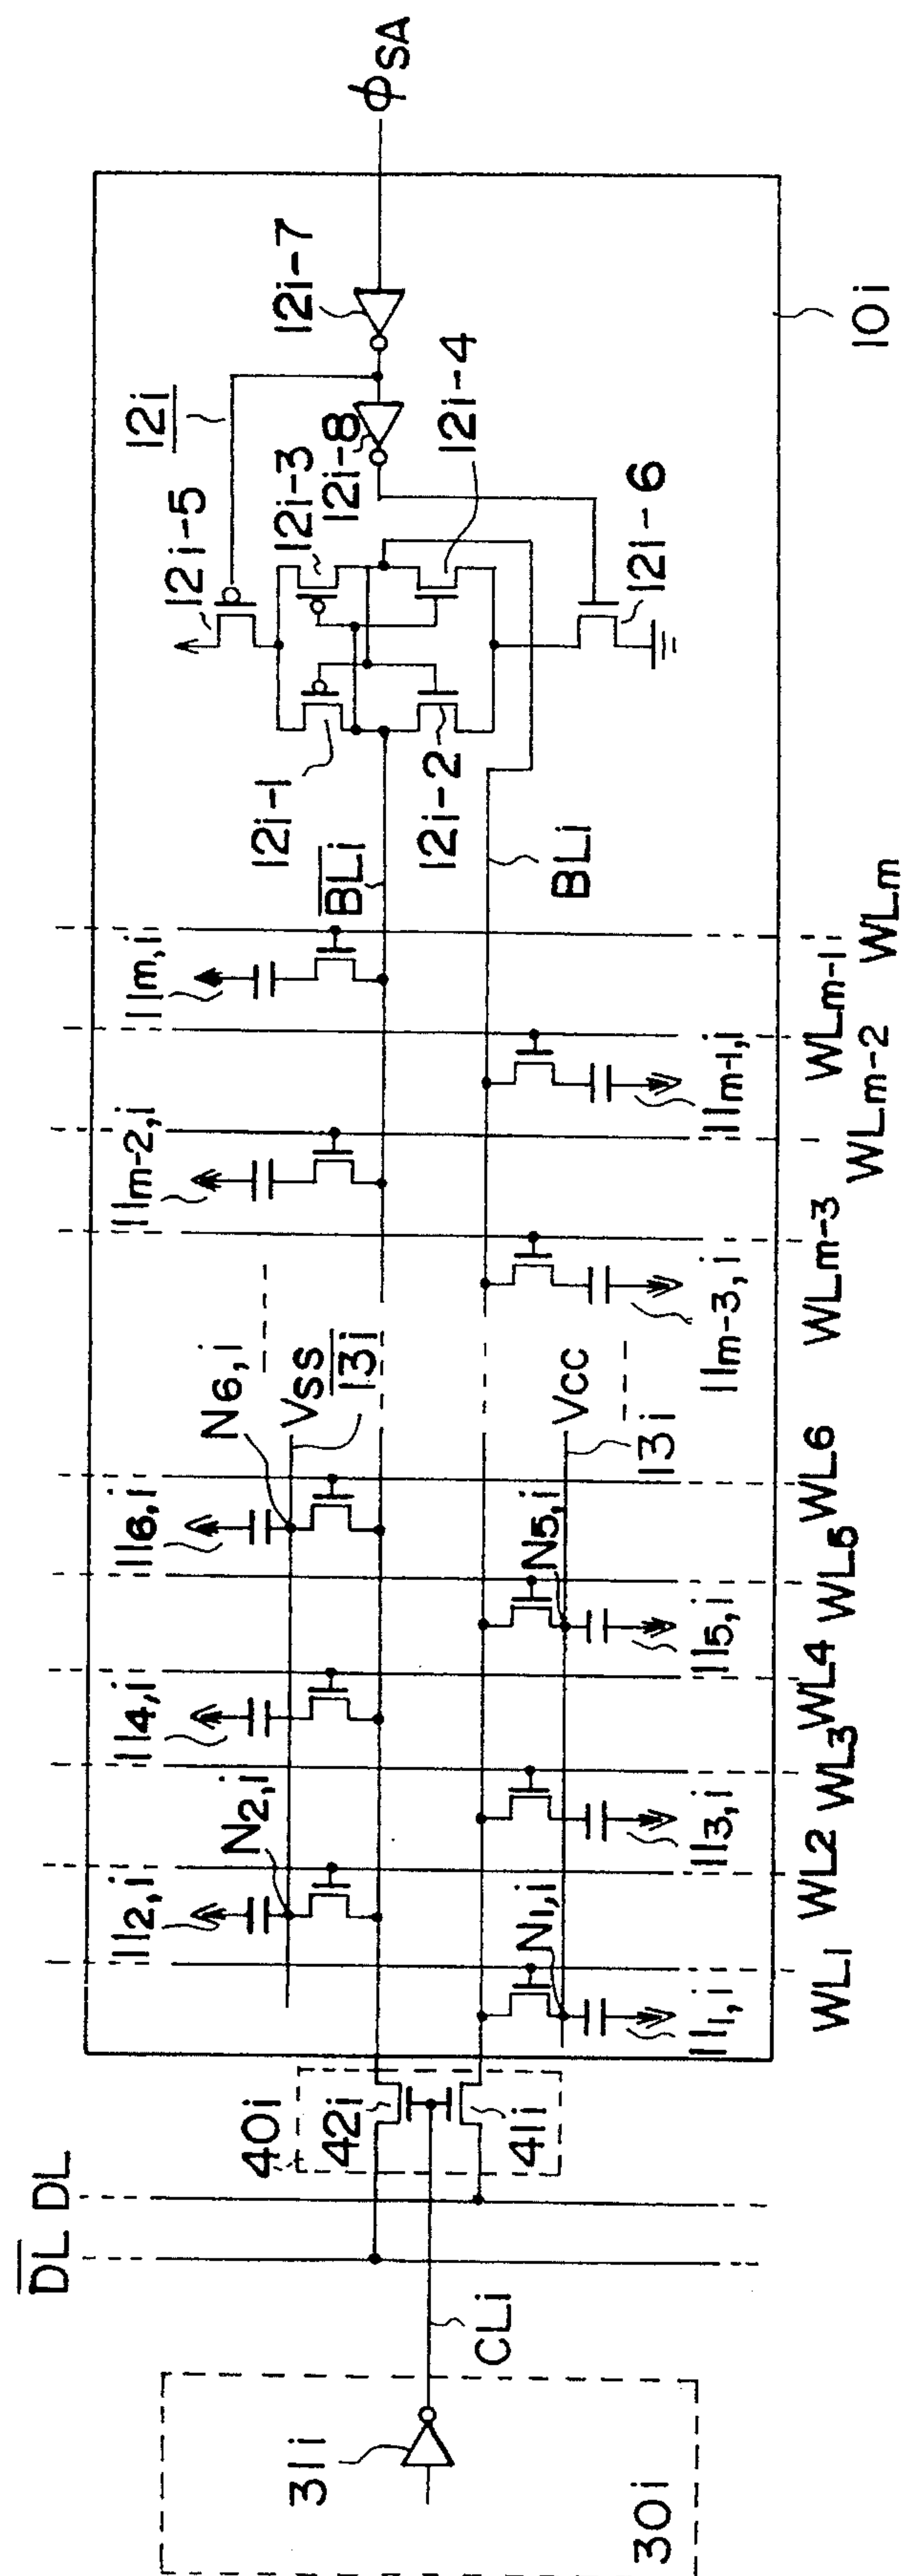 D̅L̅ DL
ϕSA
40i
11₂,i
11₄,i
11₆,i
11m-2,i
11m,i
12i
12i-5
N₂,i
N₆,i
12i-1
12i-3
12i-7
31i
42i
Vss
1̅3̅i̅
B̅L̅i̅
12i-8
12i-2
12i-4
CLi
41i
N₁,i
N₅,i
Vcc
BLi
12i-6
30i
13i
11₁,i
11₃,i
11₅,i
11m-3,i
11m-1,i
WL1
WL2
WL3
WL4
WL5
WL6
WLm-3
WLm-2
WLm-1
WLm
10i